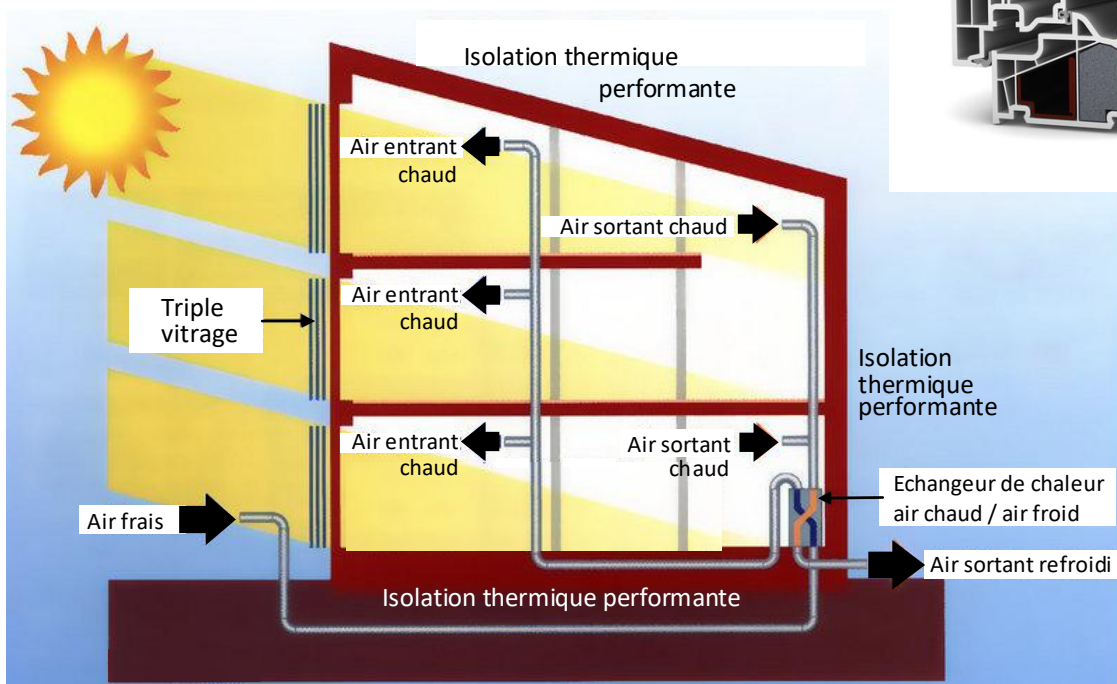 Isolation thermique
performante
Air entrant
chaud
Air sortant chaud
Air entrant
chaud
Triple
vitrage
Isolation
thermique
performante
Air entrant
chaud
Air sortant
chaud
Echangeur de chaleur
air chaud / air froid
Air frais
Air sortant refroidi
Isolation thermique performante